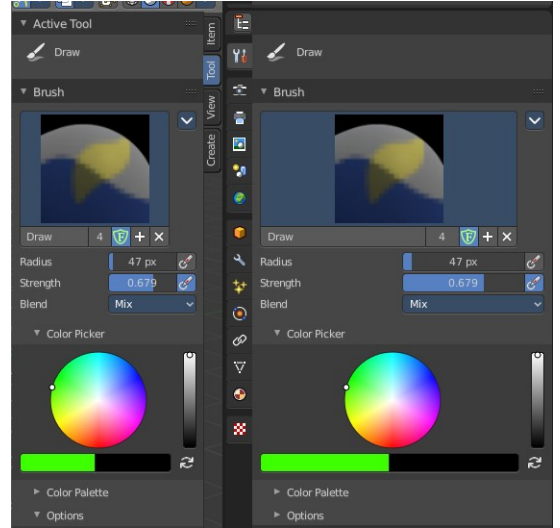 Active Tool
Draw
Brush
Draw 4 F
Radius 47 px
Strength 0.679
Blend Mix
Color Picker
Color Palette
Options
Item
Tool
View
Create
Draw
Brush
Draw 4 F
Radius 47 px
Strength 0.679
Blend Mix
Color Picker
Color Palette
Options